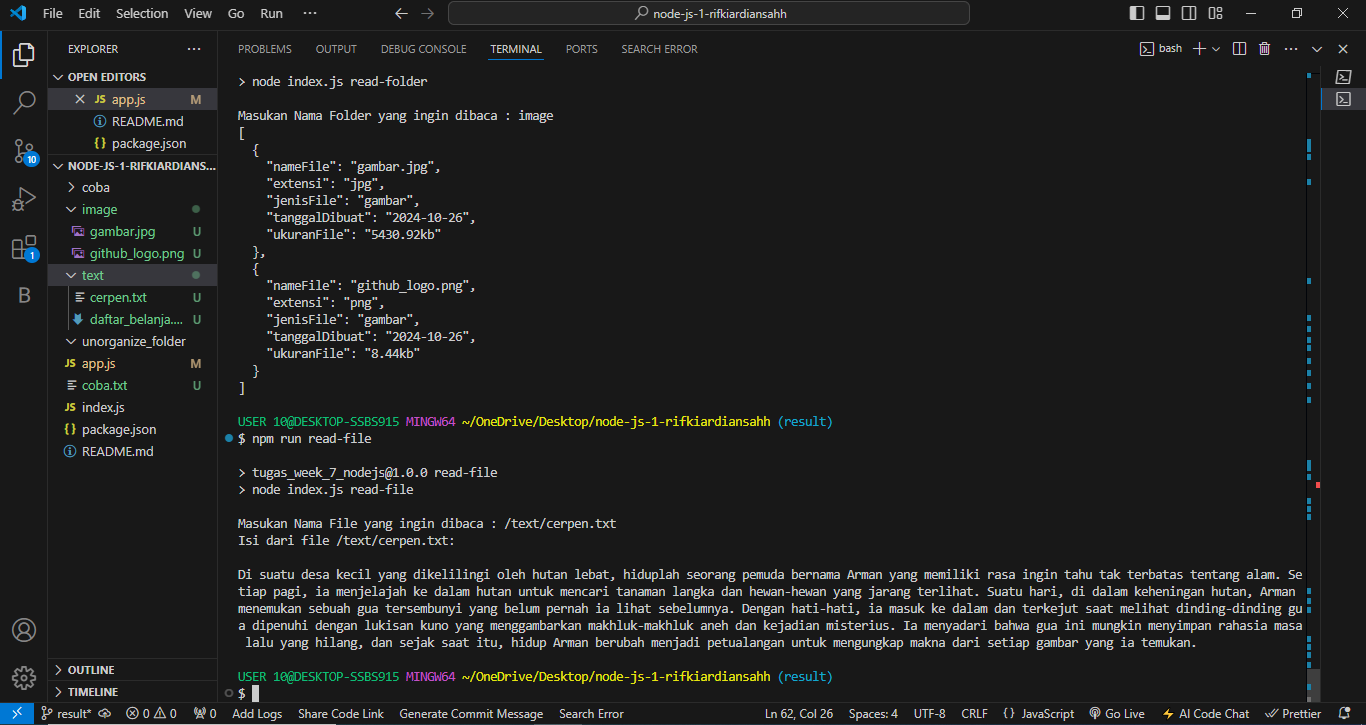 File Edit Selection View Go Run ··· node-js-1-rifkiardiansahh
EXPLORER ···
OPEN EDITORS
JS app.js M
README.md
{} package.json
NODE-JS-1-RIFKIARDIANS...
coba
image
gambar.jpg U
github_logo.png U
text
cerpen.txt U
daftar_belanja.... U
unorganize_folder
JS app.js M
coba.txt U
JS index.js
{} package.json
README.md
OUTLINE
TIMELINE
10
1
B
PROBLEMS OUTPUT DEBUG CONSOLE TERMINAL PORTS SEARCH ERROR bash
> node index.js read-folder
Masukan Nama Folder yang ingin dibaca : image
[
{
"nameFile": "gambar.jpg",
"extensi": "jpg",
"jenisFile": "gambar",
"tanggalDibuat": "2024-10-26",
"ukuranFile": "5430.92kb"
},
{
"nameFile": "github_logo.png",
"extensi": "png",
"jenisFile": "gambar",
"tanggalDibuat": "2024-10-26",
"ukuranFile": "8.44kb"
}
]
USER 10@DESKTOP-SSBS915 MINGW64 ~/OneDrive/Desktop/node-js-1-rifkiardiansahh (result)
$ npm run read-file
> tugas_week_7_nodejs@1.0.0 read-file
> node index.js read-file
Masukan Nama File yang ingin dibaca : /text/cerpen.txt
Isi dari file /text/cerpen.txt:
Di suatu desa kecil yang dikelilingi oleh hutan lebat, hiduplah seorang pemuda bernama Arman yang memiliki rasa ingin tahu tak terbatas tentang alam. Se
tiap pagi, ia menjelajah ke dalam hutan untuk mencari tanaman langka dan hewan-hewan yang jarang terlihat. Suatu hari, di dalam keheningan hutan, Arman
menemukan sebuah gua tersembunyi yang belum pernah ia lihat sebelumnya. Dengan hati-hati, ia masuk ke dalam dan terkejut saat melihat dinding-dinding gu
a dipenuhi dengan lukisan kuno yang menggambarkan makhluk-makhluk aneh dan kejadian misterius. Ia menyadari bahwa gua ini mungkin menyimpan rahasia masa
lalu yang hilang, dan sejak saat itu, hidup Arman berubah menjadi petualangan untuk mengungkap makna dari setiap gambar yang ia temukan.
USER 10@DESKTOP-SSBS915 MINGW64 ~/OneDrive/Desktop/node-js-1-rifkiardiansahh (result)
$
result* 0 0 0 Add Logs Share Code Link Generate Commit Message Search Error Ln 62, Col 26 Spaces: 4 UTF-8 CRLF {} JavaScript Go Live AI Code Chat Prettier